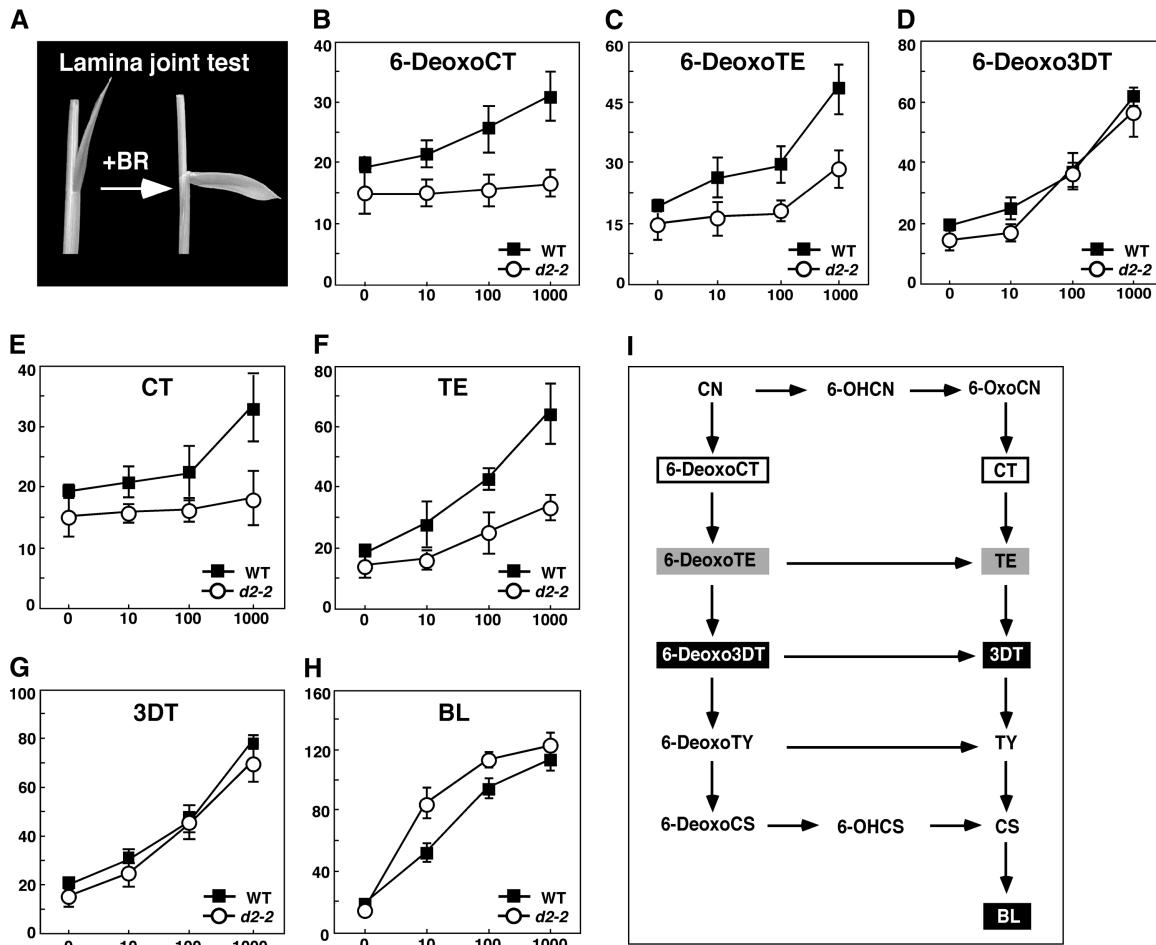 A
Lamina joint test
+BR
B
6-DeoxoCT
40
30
20
10
0
WT
d2-2
0 10 100 1000
C
6-DeoxoTE
60
45
30
15
0
WT
d2-2
0 10 100 1000
D
6-Deoxo3DT
80
60
40
20
0
WT
d2-2
0 10 100 1000
E
CT
40
30
20
10
0
WT
d2-2
0 10 100 1000
F
TE
80
60
40
20
0
WT
d2-2
0 10 100 1000
G
3DT
100
80
60
40
20
0
WT
d2-2
0 10 100 1000
H
BL
160
120
80
40
0
WT
d2-2
0 10 100 1000
I
CN 6-OHCN 6-OxoCN
6-DeoxoCT CT
6-DeoxoTE TE
6-Deoxo3DT 3DT
6-DeoxoTY TY
6-DeoxoCS 6-OHCS CS
BL